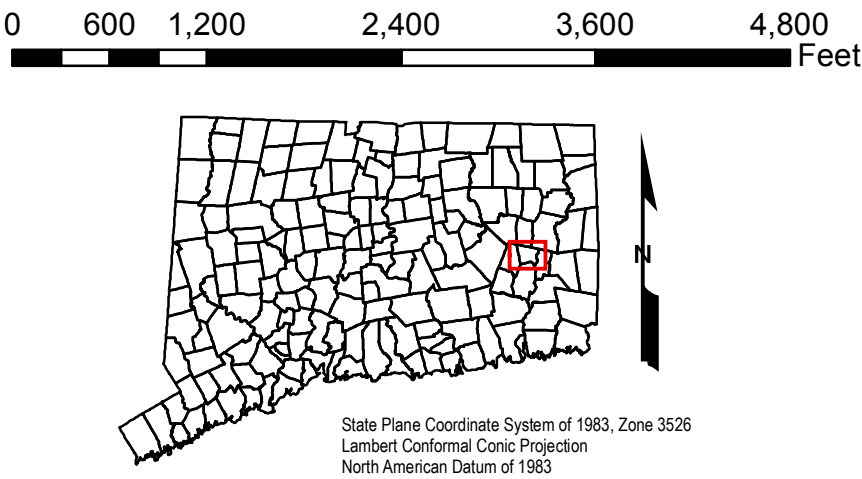 0 600 1,200 2,400 3,600 4,800
Feet
N
State Plane Coordinate System of 1983, Zone 3526
Lambert Conformal Conic Projection
North American Datum of 1983